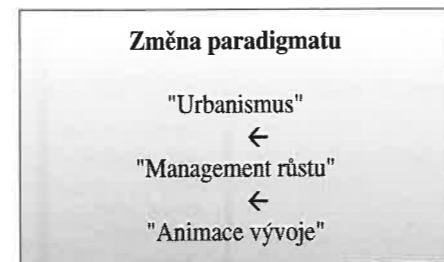 Změna paradigmatu
"Urbanismus"
←
"Management růstu"
←
"Animace vývoje"